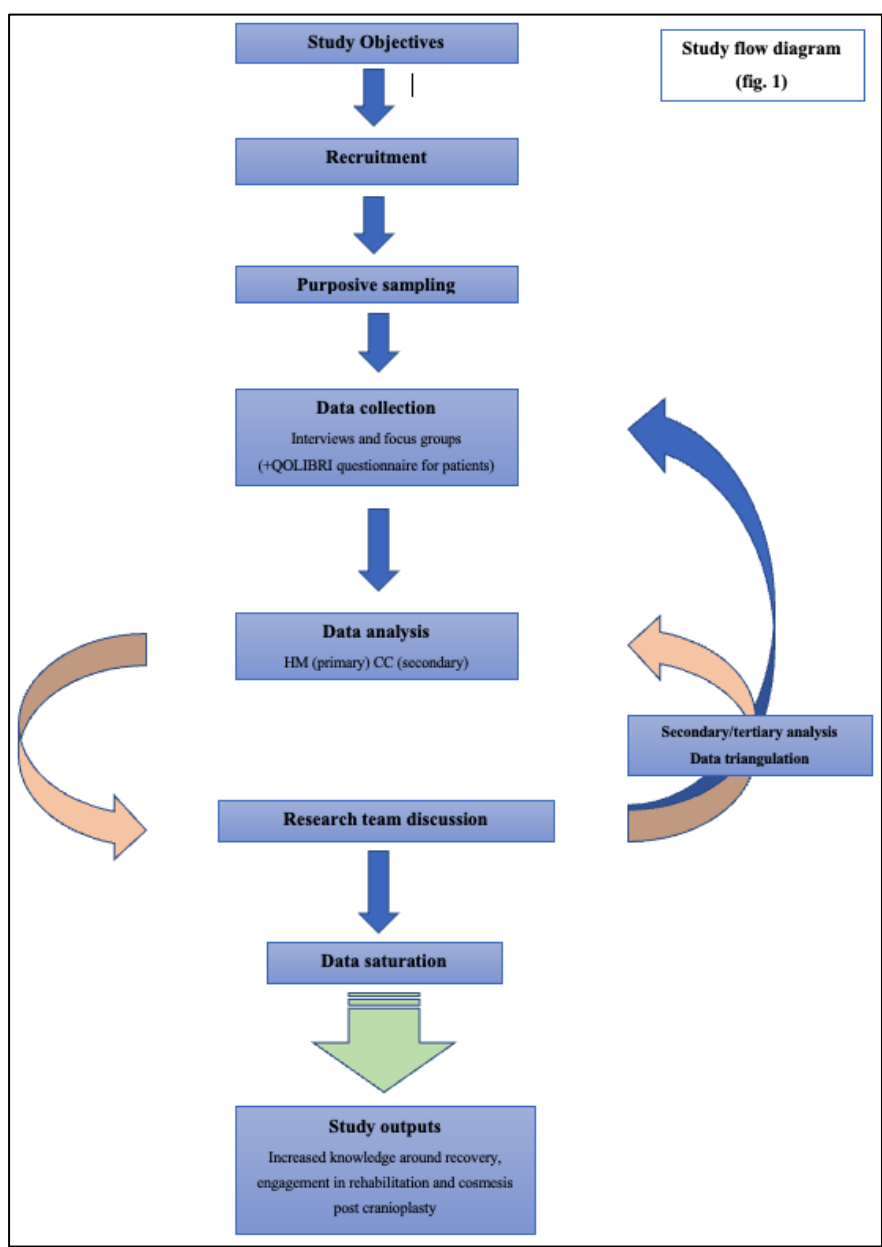 Study Objectives
Study flow diagram
(fig. 1)
Recruitment
Purposive sampling
Data collection
Interviews and focus groups
(+QOLIBRI questionnaire for patients)
Data analysis
HM (primary) CC (secondary)
Secondary/tertiary analysis
Data triangulation
Research team discussion
Data saturation
Study outputs
Increased knowledge around recovery,
engagement in rehabilitation and cosmesis
post cranioplasty